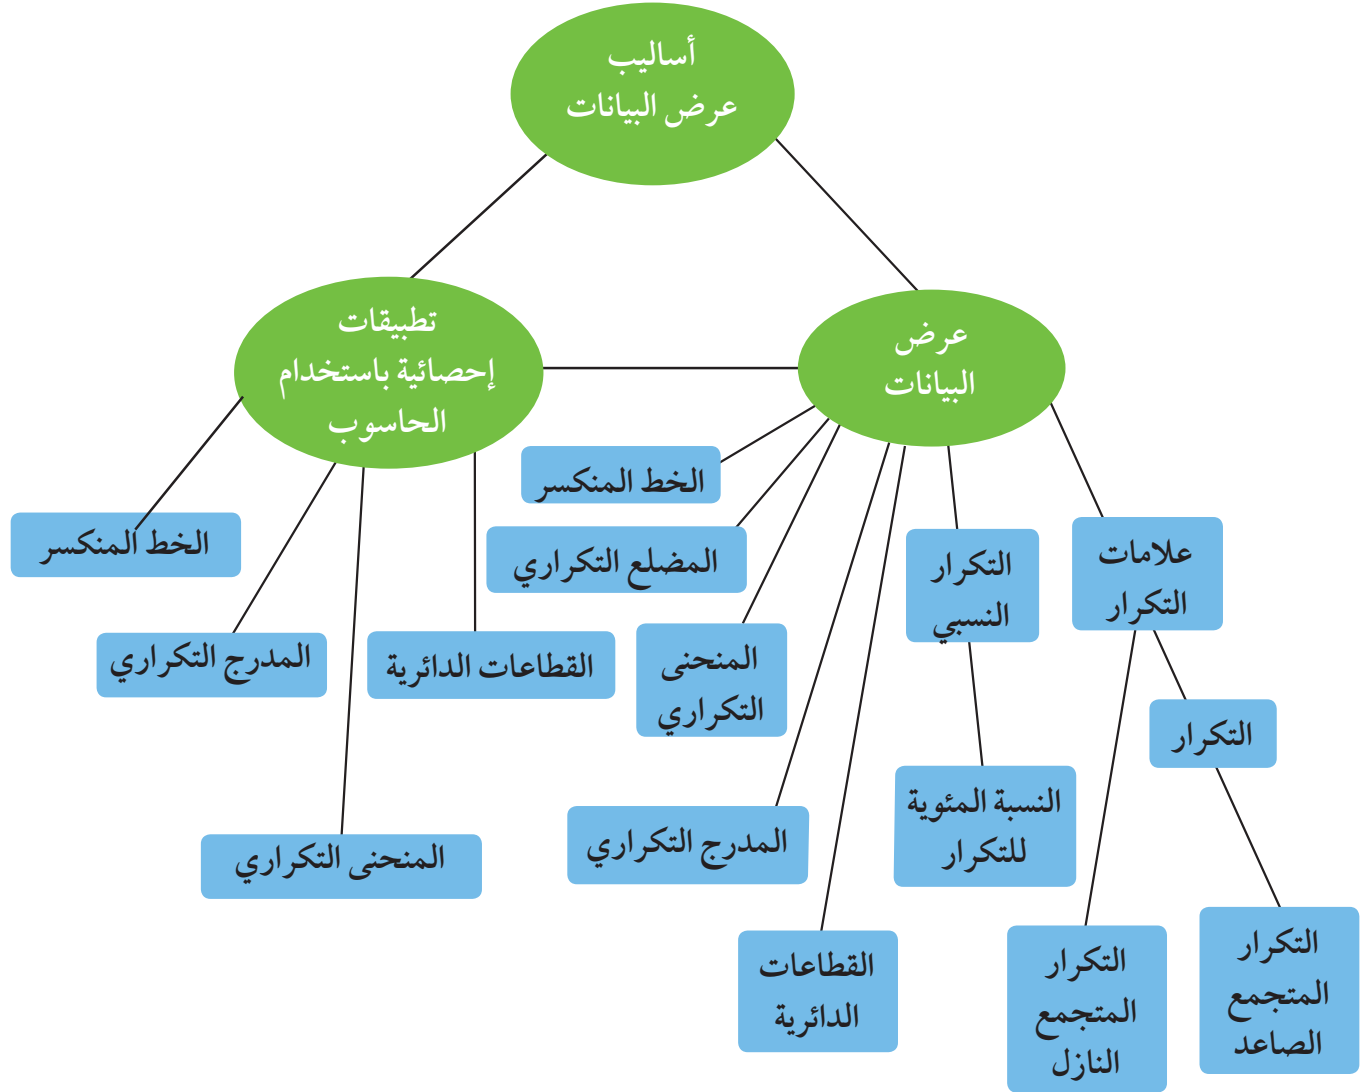 أساليب
عرض البيانات
عرض
البيانات
تطبيقات
إحصائية باستخدام
الحاسوب
علامات
التكرار
التكرار
التكرار
المتجمع
الصاعد
التكرار
المتجمع
النازل
التكرار
النسبي
النسبة المئوية
للتكرار
الخط المنكسر
المضلع التكراري
المنحنى
التكراري
المدرج التكراري
القطاعات
الدائرية
القطاعات الدائرية
المنحنى التكراري
المدرج التكراري
الخط المنكسر